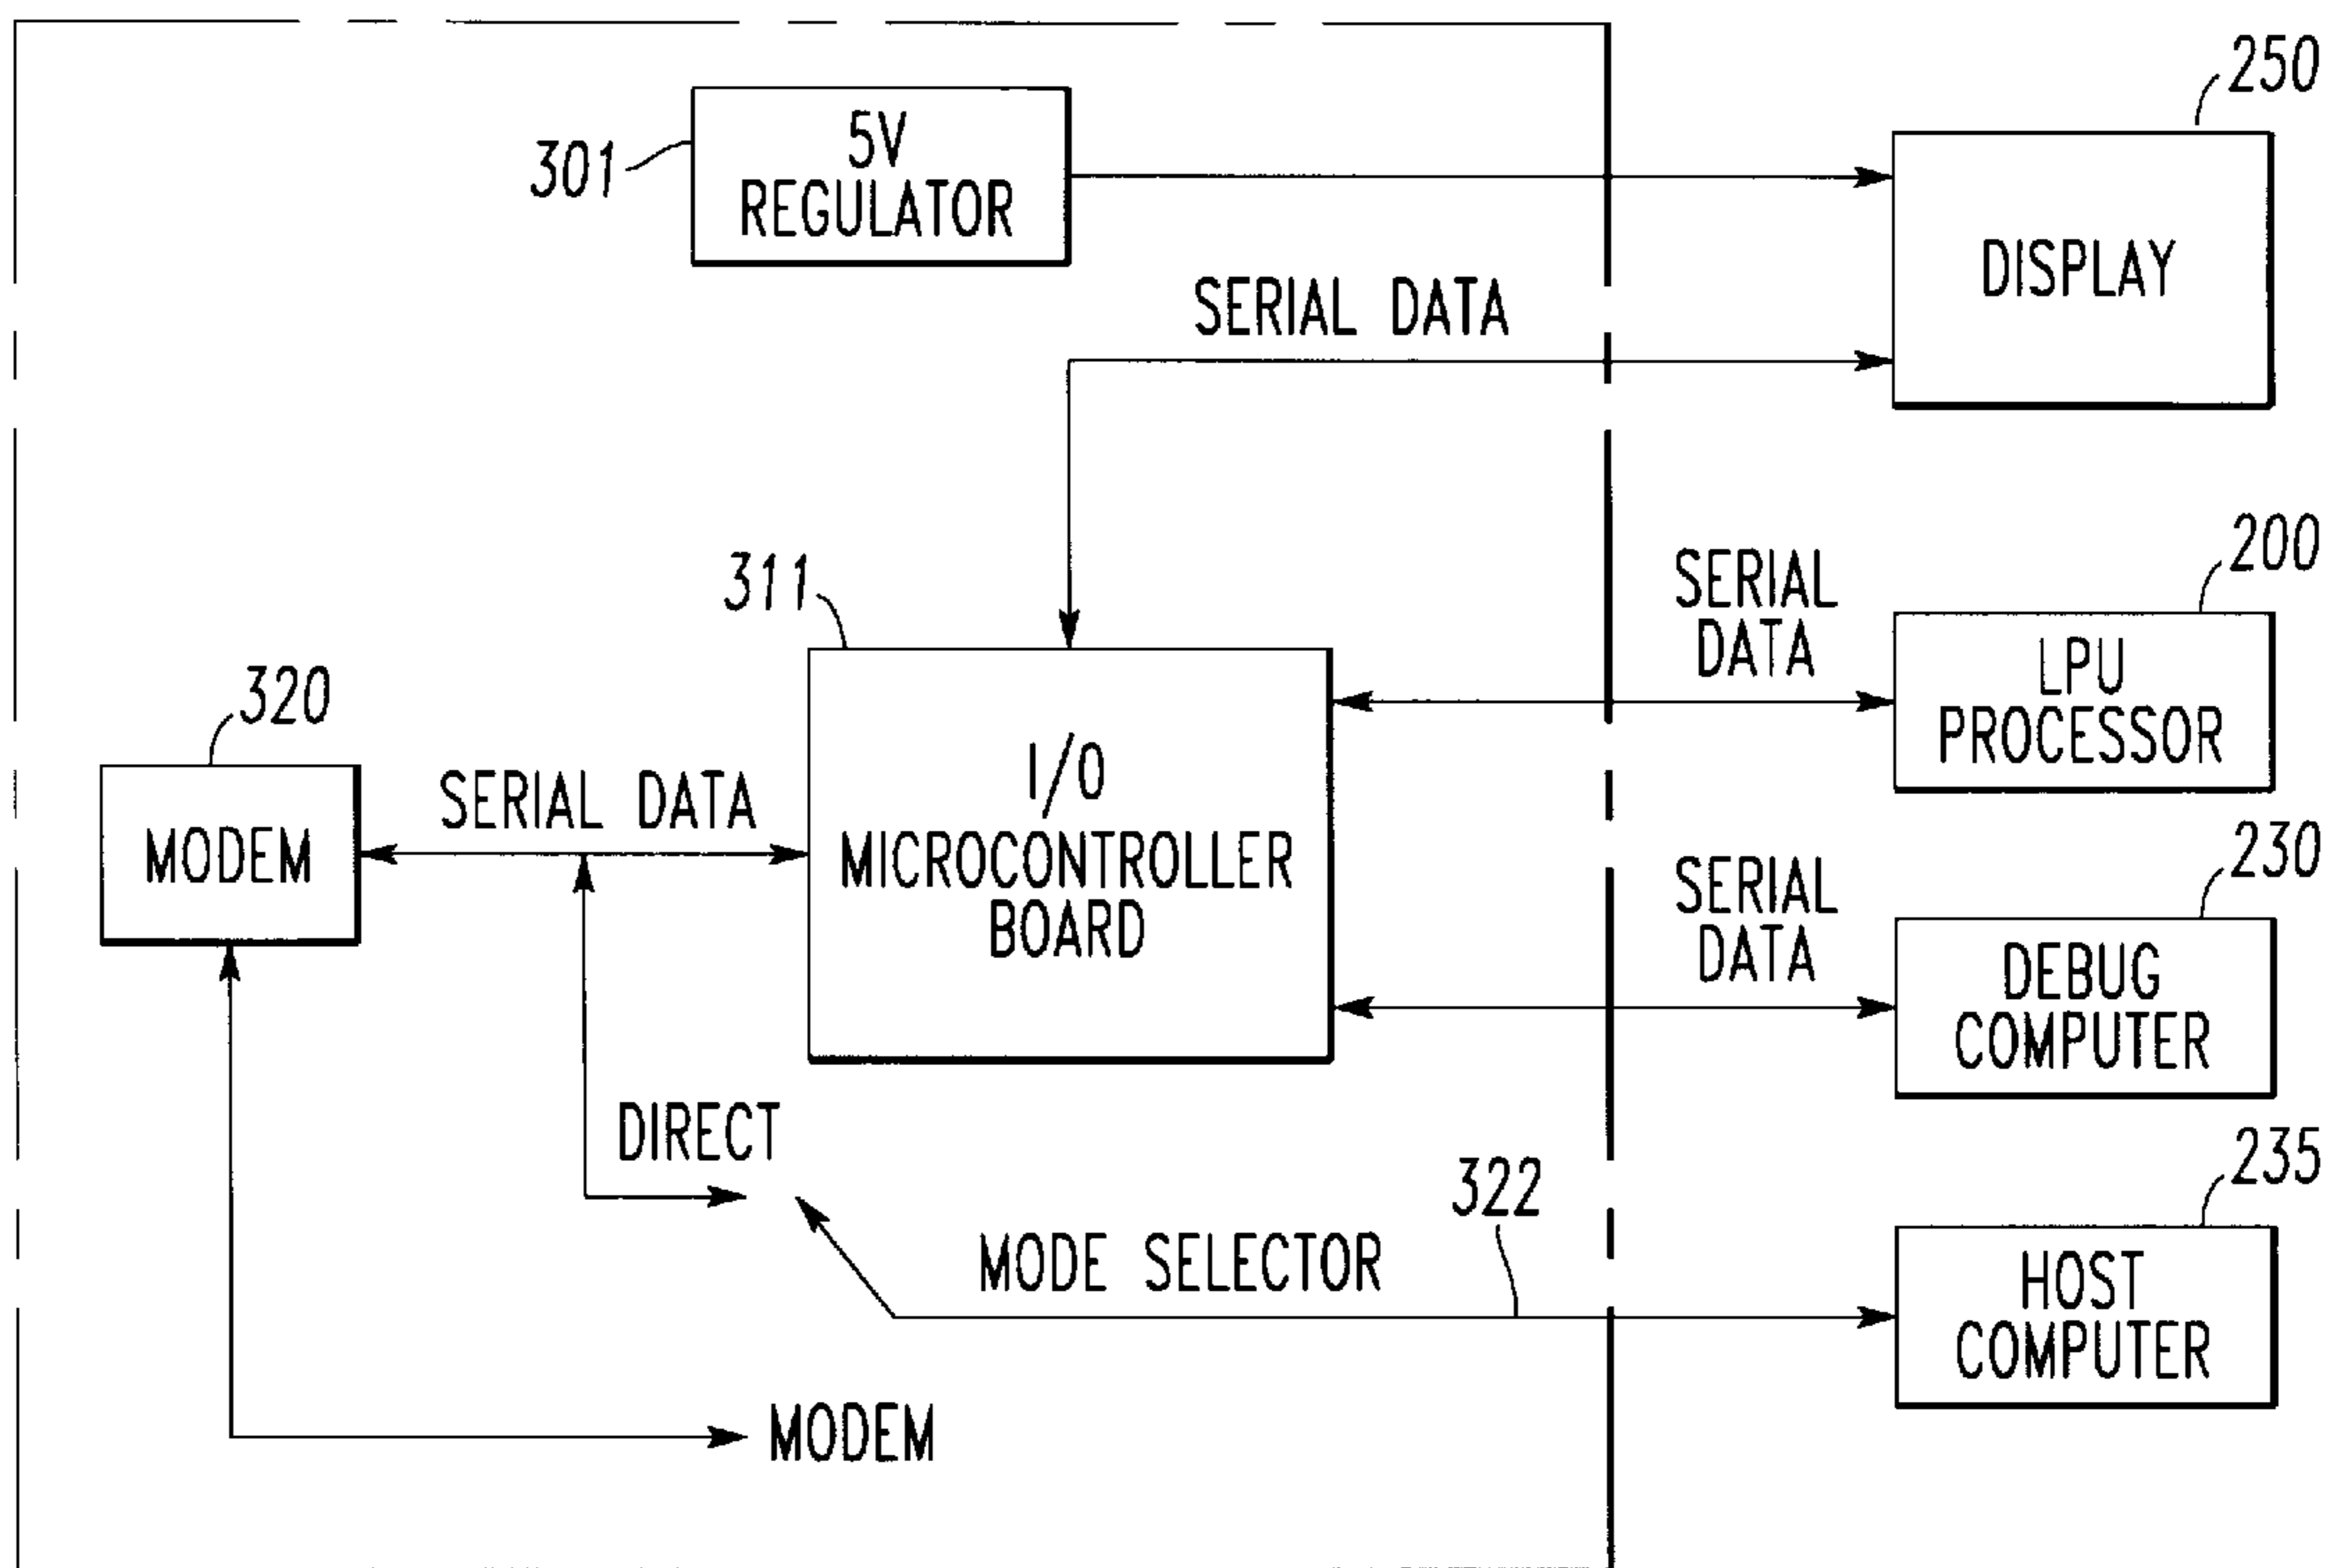 250
5V
REGULATOR
301
DISPLAY
SERIAL DATA
200
SERIAL
DATA
311
LPU
PROCESSOR
320
I/O
MICROCONTROLLER
BOARD
SERIAL DATA
MODEM
230
SERIAL
DATA
DEBUG
COMPUTER
DIRECT
235
322
MODE SELECTOR
HOST
COMPUTER
MODEM